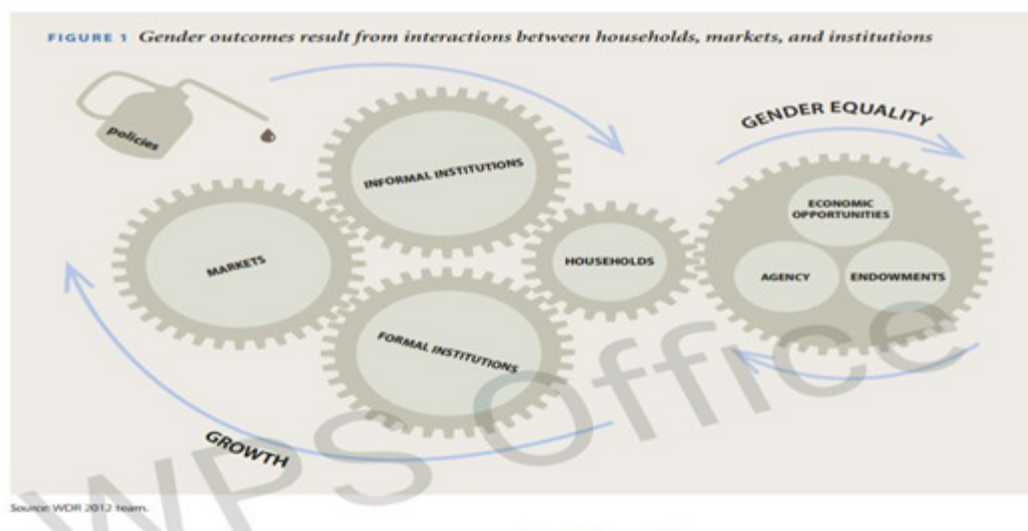 FIGURE 1 Gender outcomes result from interactions between households, markets, and institutions
policies
INFORMAL INSTITUTIONS
GENDER EQUALITY
ECONOMIC
OPPORTUNITIES
MARKETS
HOUSEHOLDS
AGENCY
ENDOWMENTS
FORMAL INSTITUTIONS
GROWTH
Source: WDR 2012 team.
WPS Office